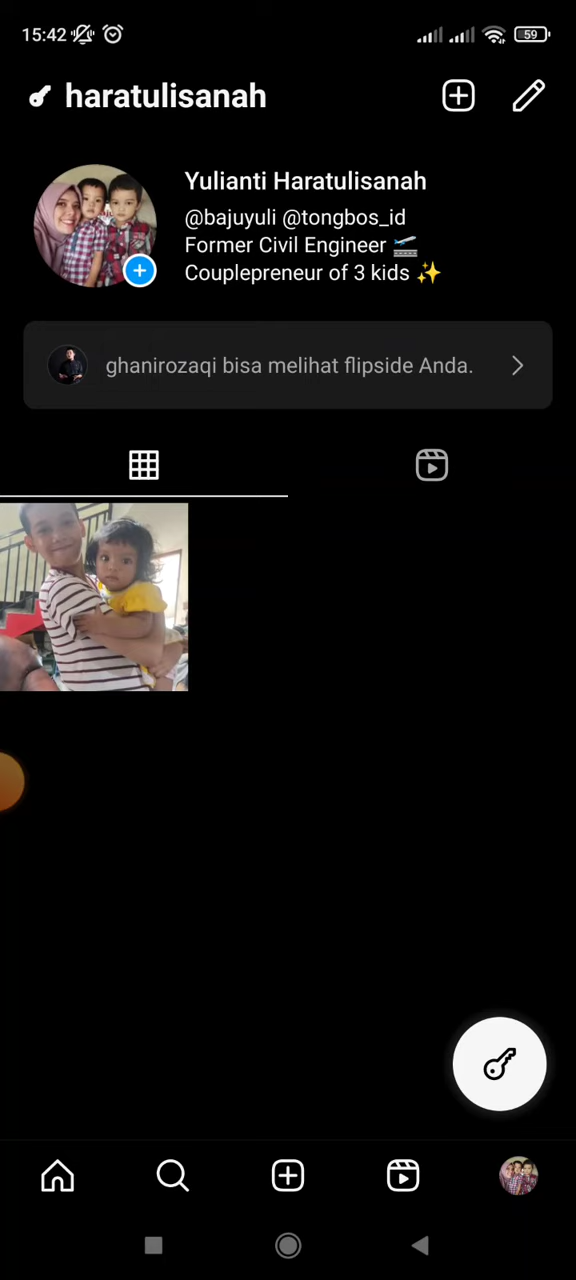 15:42
59
haratulisanah
Yulianti Haratulisanah
@bajuyuli @tongbos_id
Former Civil Engineer 🛫
Couplepreneur of 3 kids ✨
ghanirozaqi bisa melihat flipside Anda.